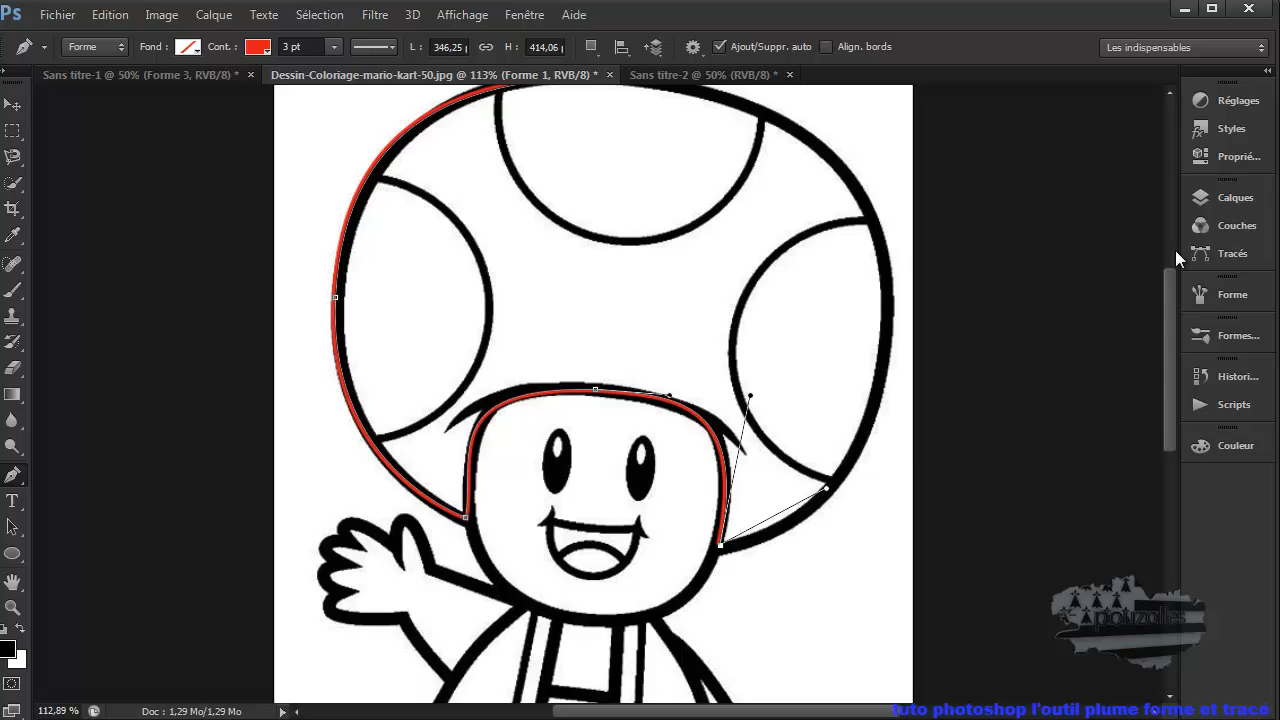 Ps Fichier Edition Image Calque Texte Sélection Filtre 3D Affichage Fenêtre Aide
Forme Fond : Cont. : 3 pt L : 346,25 H : 414,06 Ajout/Suppr. auto Align. bords Les indispensables
Sans titre-1 @ 50% (Forme 3, RVB/8) * × Dessin-Coloriage-mario-kart-50.jpg @ 113% (Forme 1, RVB/8) * × Sans titre-2 @ 50% (RVB/8) * ×
Réglages
Styles
Proprié...
Calques
Couches
Tracés
Forme
Formes...
Histori...
Scripts
Couleur
apouzolles
112,89 % Doc : 1,29 Mo/1,29 Mo
tuto photoshop l'outil plume forme et tracé